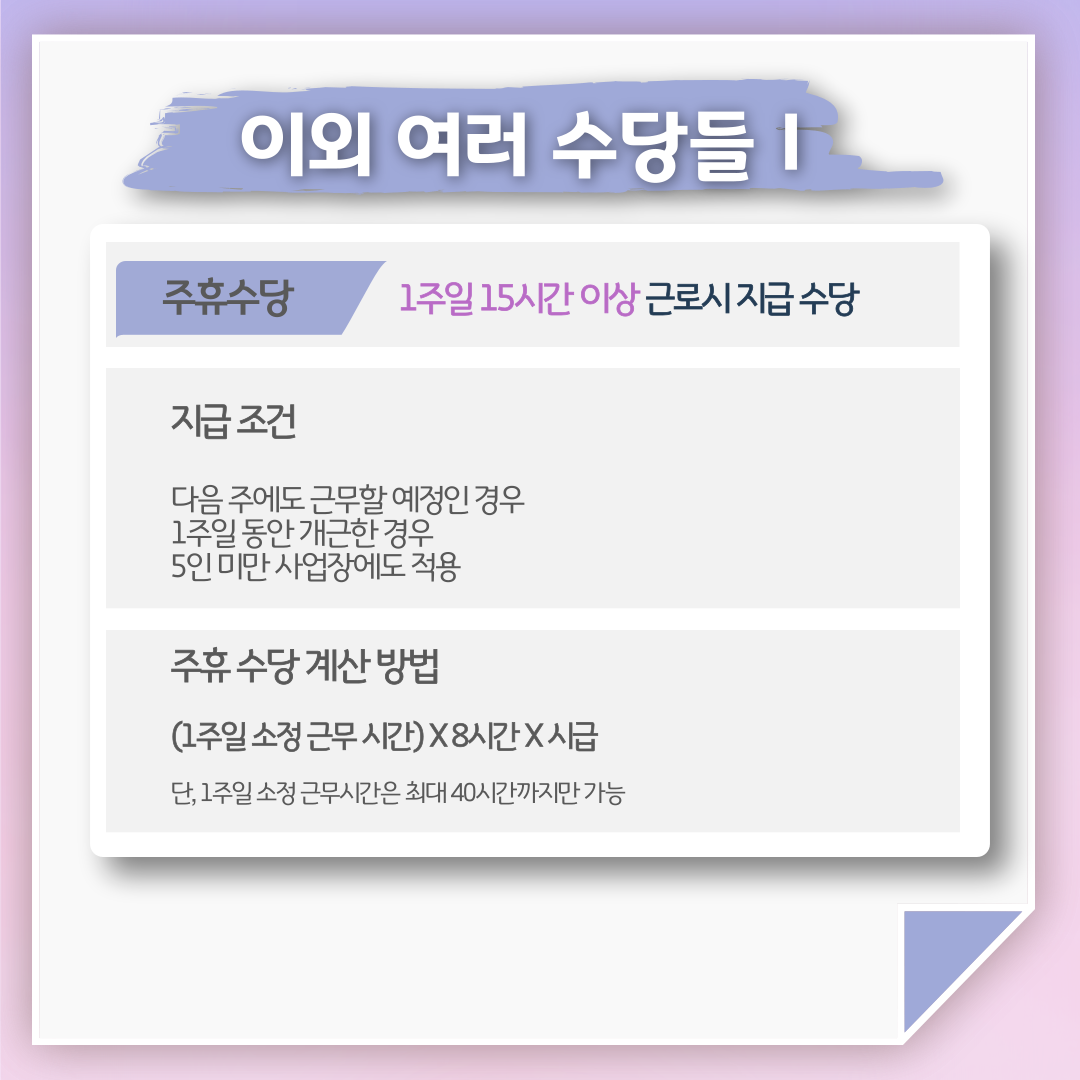 이외 여러 수당들 I
주휴수당
1주일 15시간 이상 근로시 지급 수당
지급 조건
다음 주에도 근무할 예정인 경우
1주일 동안 개근한 경우
5인 미만 사업장에도 적용
주휴 수당 계산 방법
(1주일 소정 근무 시간) X 8시간 X 시급
단, 1주일 소정 근무시간은 최대 40시간까지만 가능